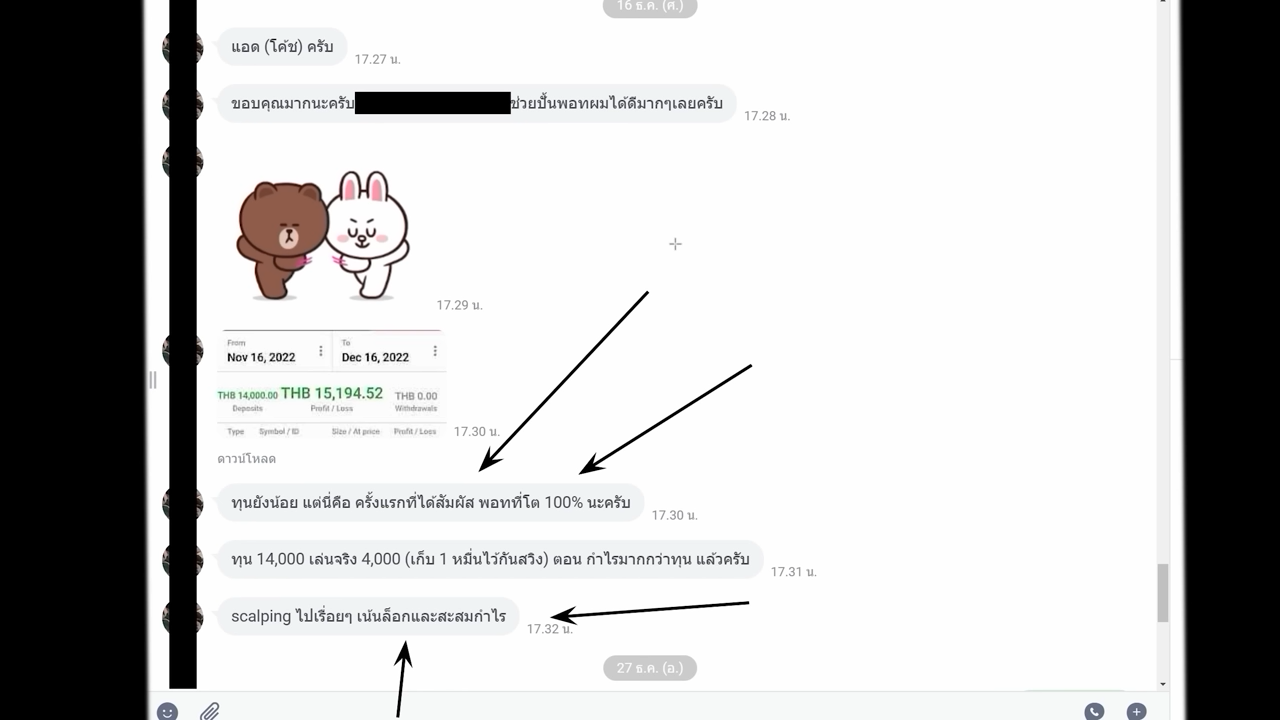 16 ธ.ค. (ศ.)
แอด (โค้ช) ครับ
17.27 น.
ขอบคุณมากนะครับ ช่วยปั้นพอทผมได้ดีมากๆเลยครับ
17.28 น.
17.29 น.
From To
Nov 16, 2022 Dec 16, 2022
THB 14,000.00 THB 15,194.52 THB 0.00
Deposits Profit / Loss Withdrawals
Type Symbol / ID Size / At price Profit / Loss
17.30 น.
ดาวน์โหลด
ทุนยังน้อย แต่นี่คือ ครั้งแรกที่ได้สัมผัส พอทที่โต 100% นะครับ
17.30 น.
ทุน 14,000 เล่นจริง 4,000 (เก็บ 1 หมื่นไว้กันสวิง) ตอน กำไรมากกว่าทุน แล้วครับ
17.31 น.
scalping ไปเรื่อยๆ เน้นล็อกและสะสมกำไร
17.32 น.
27 ธ.ค. (อ.)